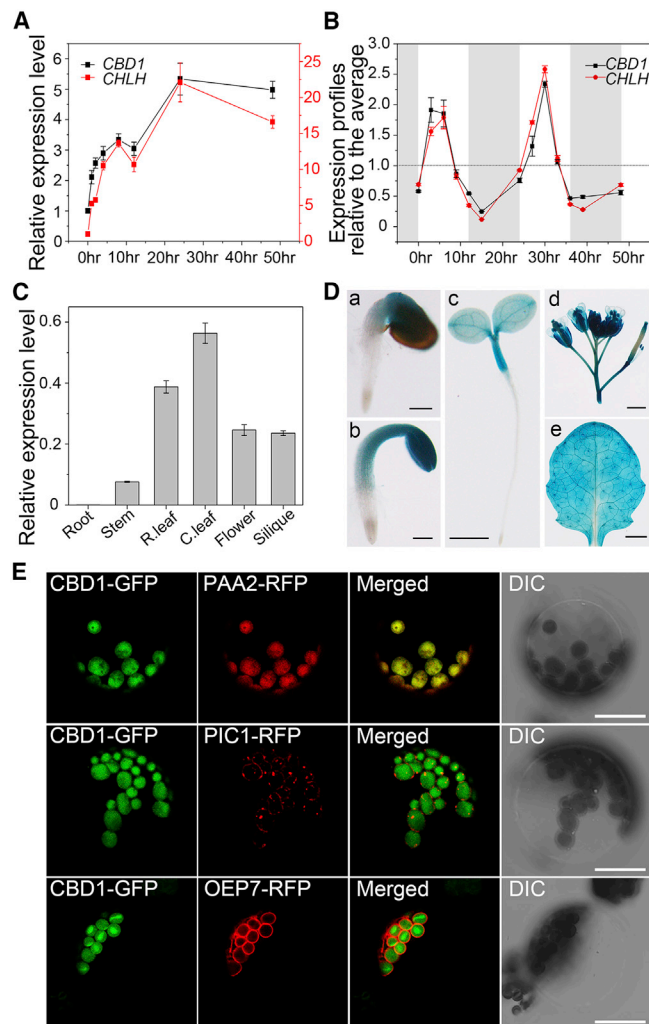 A
Relative expression level
6
5
4
3
2
1
0
CBD1
CHLH
25
20
15
10
5
0
0hr 10hr 20hr 30hr 40hr 50hr
B
Expression profiles
relative to the average
3.0
2.5
2.0
1.5
1.0
0.5
0.0
CBD1
CHLH
0hr 10hr 20hr 30hr 40hr 50hr
C
Relative expression level
0.6
0.4
0.2
0
Root Stem R.leaf C.leaf Flower Silique
D
a
b
c
d
e
E
CBD1-GFP PAA2-RFP Merged DIC
CBD1-GFP PIC1-RFP Merged DIC
CBD1-GFP OEP7-RFP Merged DIC